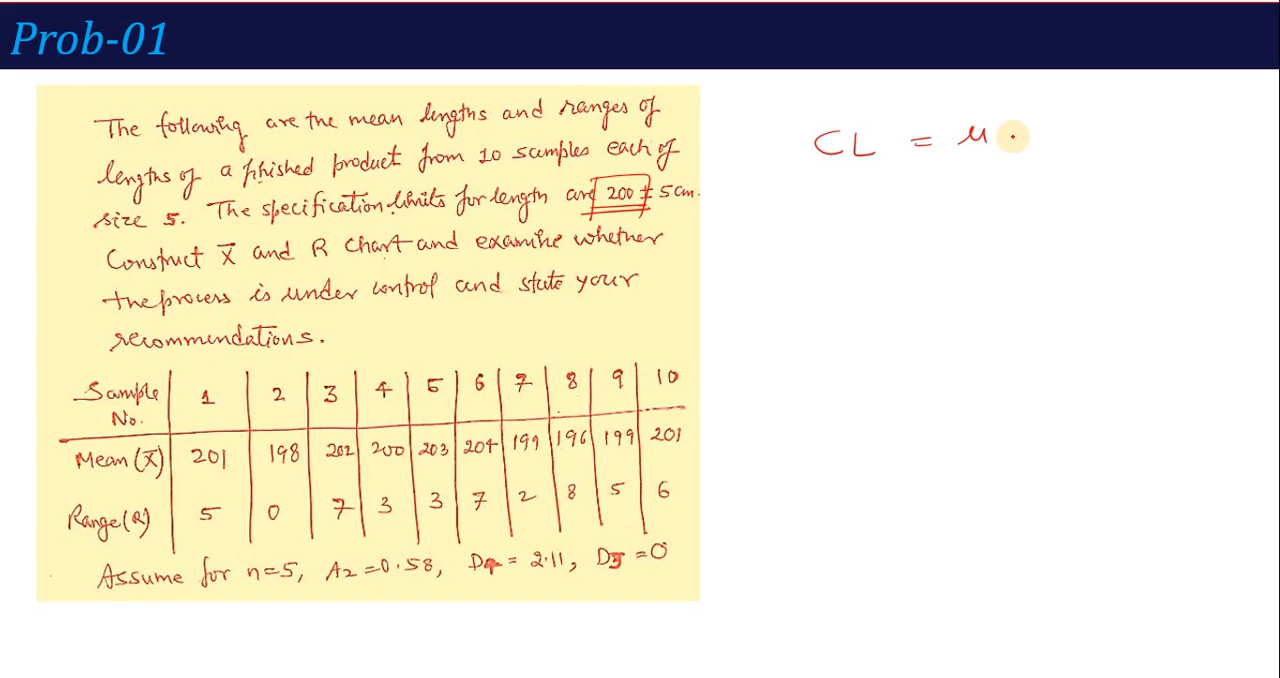 Prob-01
The following are the mean lengths and ranges of
lengths of a finished product from 10 samples each of
size 5. The specification limits for length are 200 ± 5 cm.
Construct X̄ and R Chart and examine whether
the process is under control and state your
recommendations.
Sample No. 1 2 3 4 5 6 7 8 9 10
Mean (X̄) 201 198 202 200 203 204 199 196 199 201
Range (R) 5 0 7 3 3 7 2 8 5 6
Assume for n=5, A2 = 0.58, D4 = 2.11, D3 = 0
CL = μ